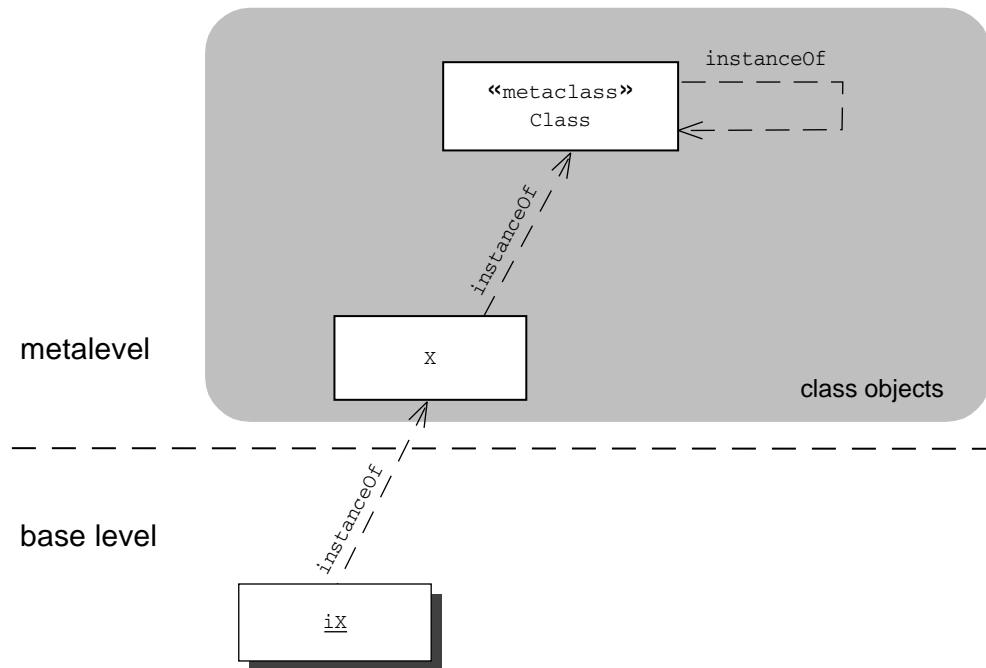 instanceOf
«metaclass»
Class
instanceOf
metalevel
X
class objects
instanceOf
base level
iX